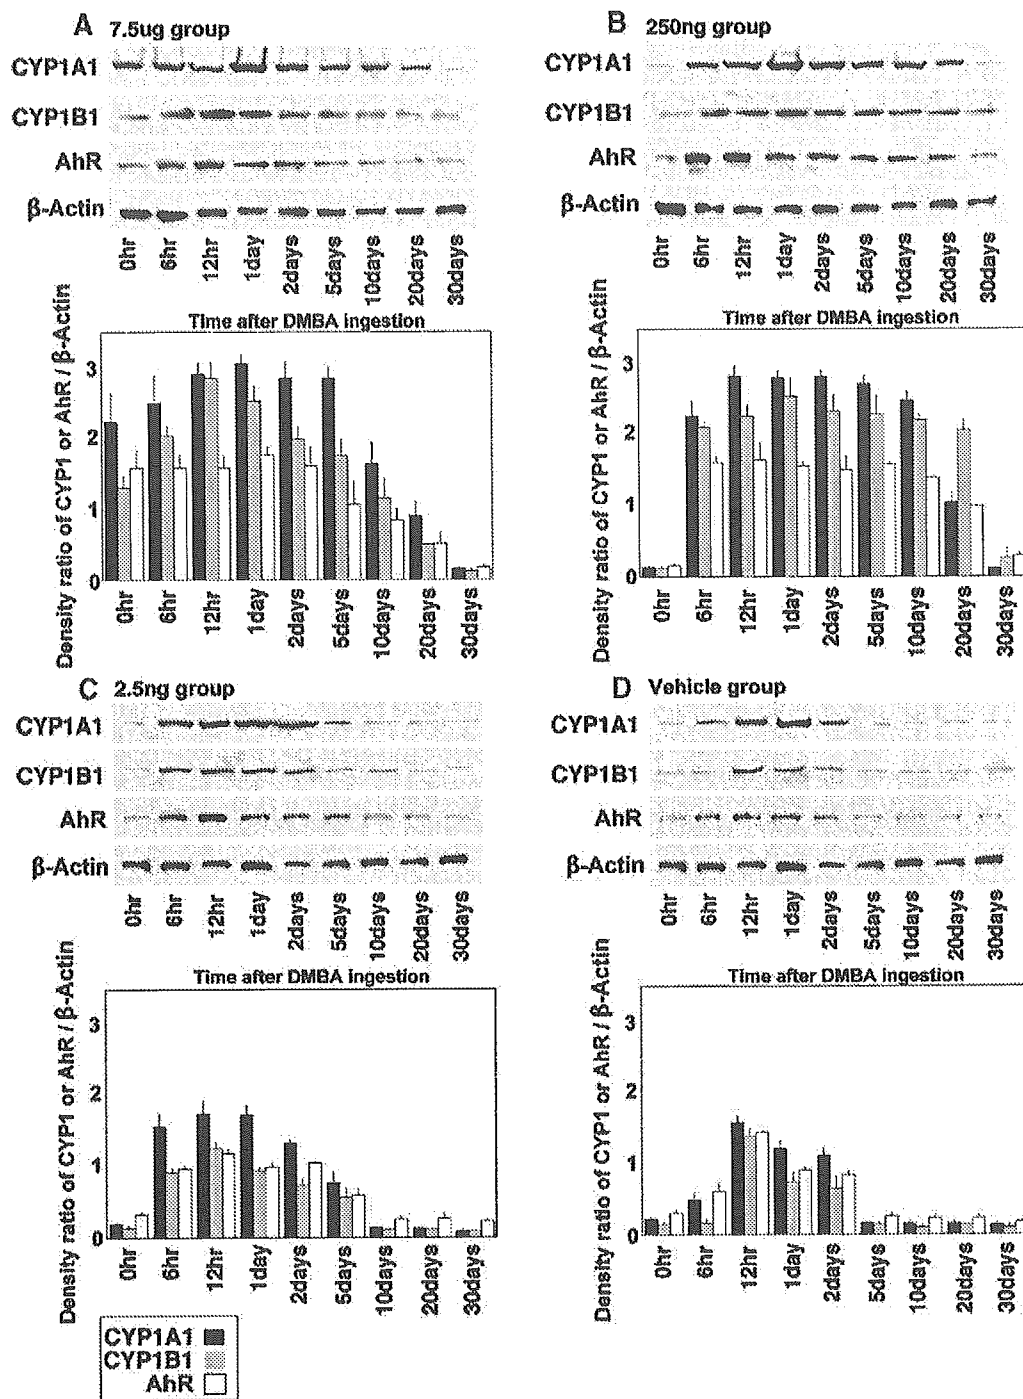 A 7.5ug group
CYP1A1
CYP1B1
AhR
β-Actin
0hr 6hr 12hr 1day 2days 5days 10days 20days 30days
Time after DMBA ingestion
Density ratio of CYP1 or AhR / β-Actin
3
2
1
0
0hr 6hr 12hr 1day 2days 5days 10days 20days 30days
B 250ng group
CYP1A1
CYP1B1
AhR
β-Actin
0hr 6hr 12hr 1day 2days 5days 10days 20days 30days
Time after DMBA ingestion
Density ratio of CYP1 or AhR / β-Actin
3
2
1
0
0hr 6hr 12hr 1day 2days 5days 10days 20days 30days
C 2.5ng group
CYP1A1
CYP1B1
AhR
β-Actin
0hr 6hr 12hr 1day 2days 5days 10days 20days 30days
Time after DMBA ingestion
Density ratio of CYP1 or AhR / β-Actin
3
2
1
0
0hr 6hr 12hr 1day 2days 5days 10days 20days 30days
D Vehicle group
CYP1A1
CYP1B1
AhR
β-Actin
0hr 6hr 12hr 1day 2days 5days 10days 20days 30days
Time after DMBA ingestion
Density ratio of CYP1 or AhR / β-Actin
3
2
1
0
0hr 6hr 12hr 1day 2days 5days 10days 20days 30days
CYP1A1
CYP1B1
AhR